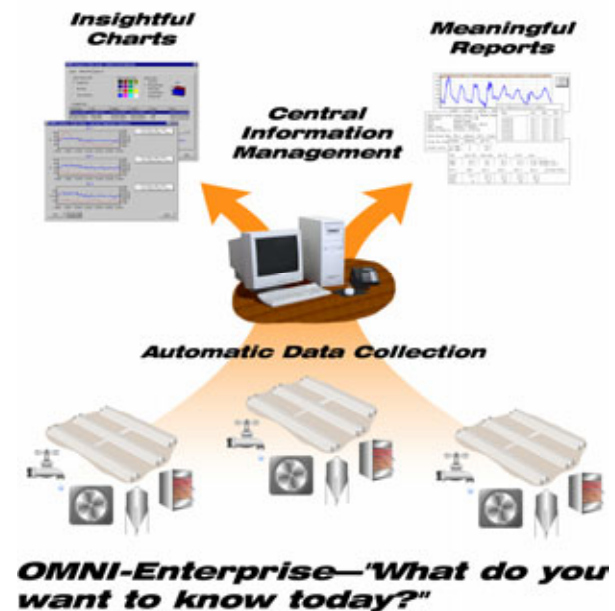 Insightful
Charts
Meaningful
Reports
Central
Information
Management
Automatic Data Collection
OMNI-Enterprise—"What do you
want to know today?"